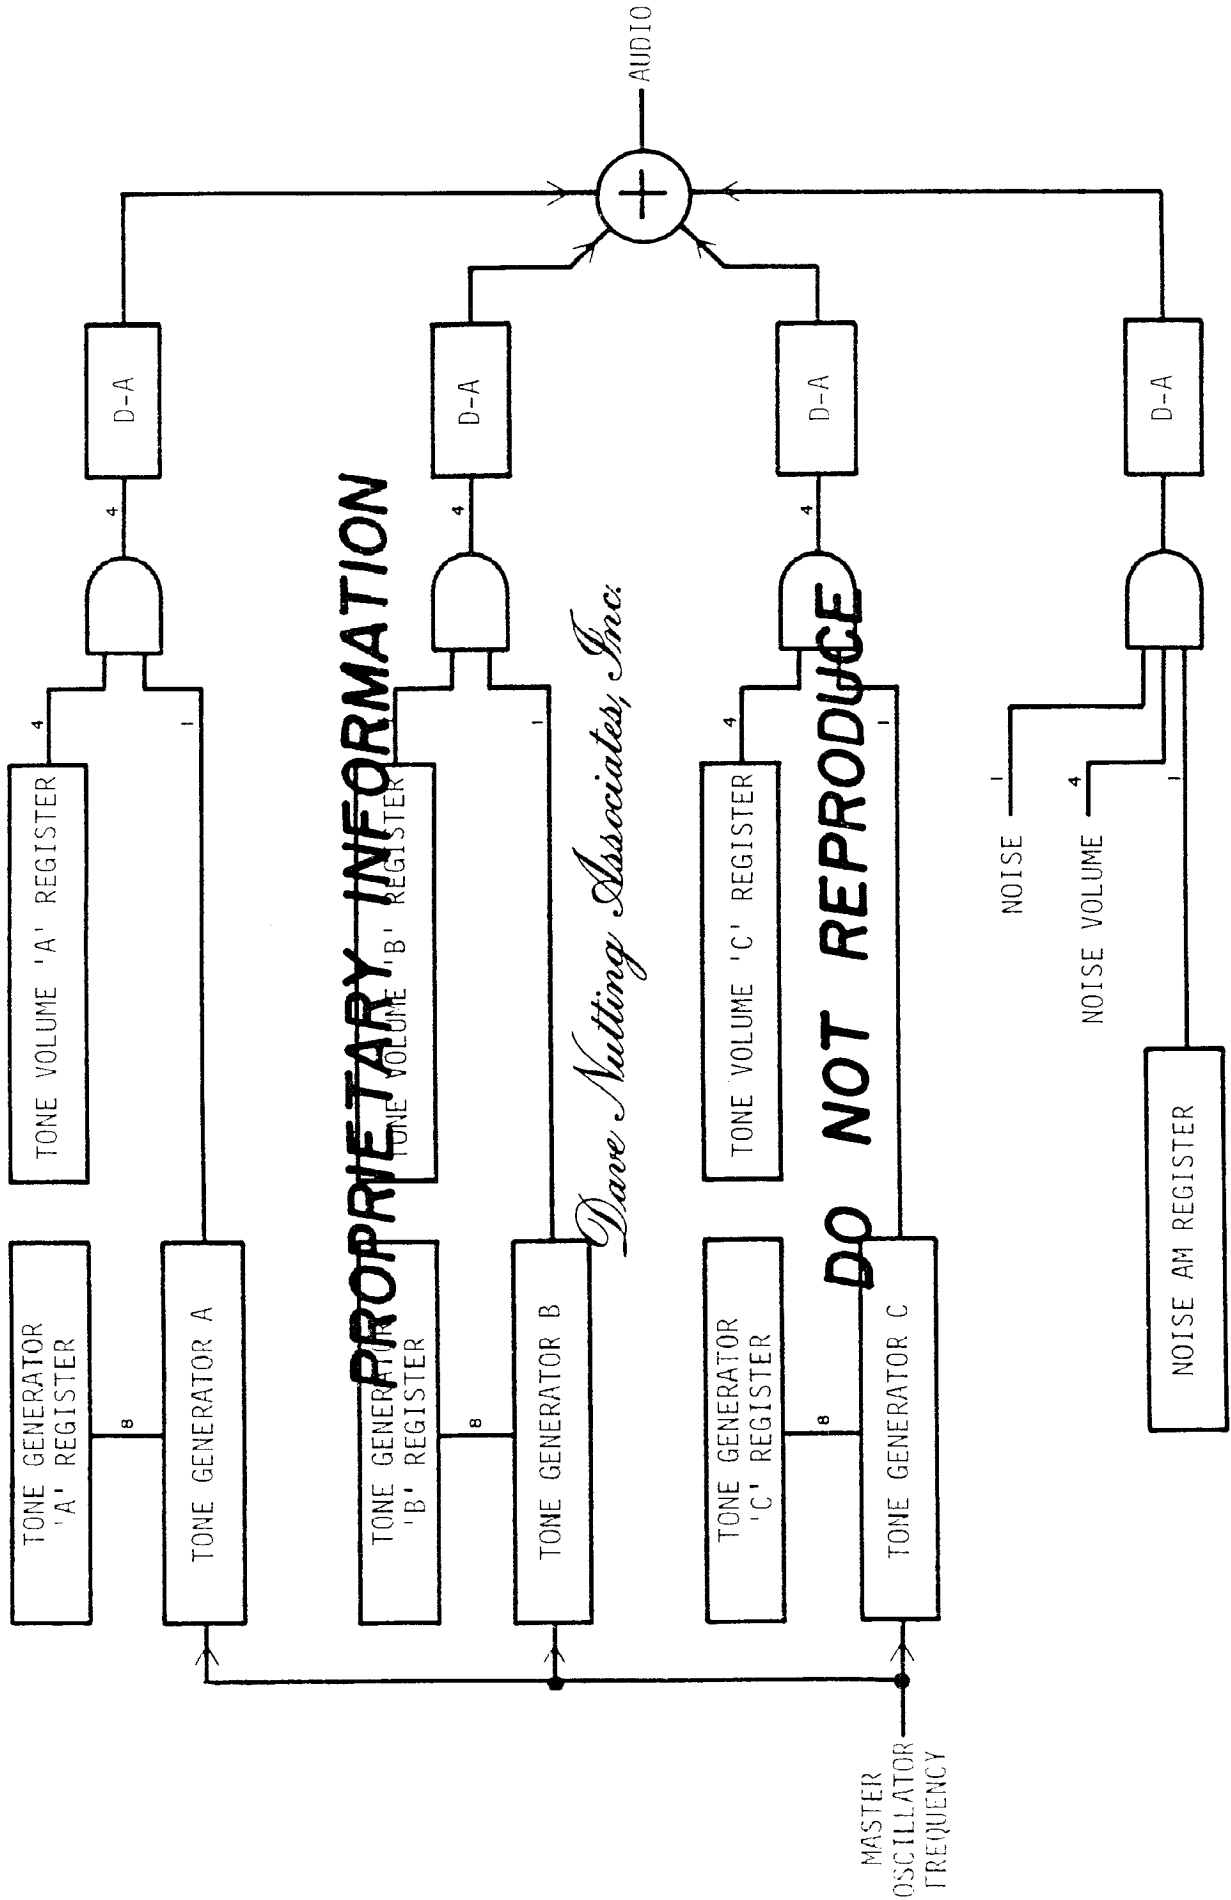 TONE GENERATOR
'A' REGISTER
TONE VOLUME 'A' REGISTER
8
4
TONE GENERATOR A
1
4
D-A
PROPRIETARY INFORMATION
TONE GENERATOR
'B' REGISTER
TONE VOLUME 'B' REGISTER
8
TONE GENERATOR B
1
4
D-A
AUDIO
Dave Nutting Associates, Inc.
TONE GENERATOR
'C' REGISTER
TONE VOLUME 'C' REGISTER
8
4
DO NOT REPRODUCE
TONE GENERATOR C
1
4
D-A
MASTER
OSCILLATOR
FREQUENCY
NOISE
1
NOISE VOLUME
4
NOISE AM REGISTER
1
D-A